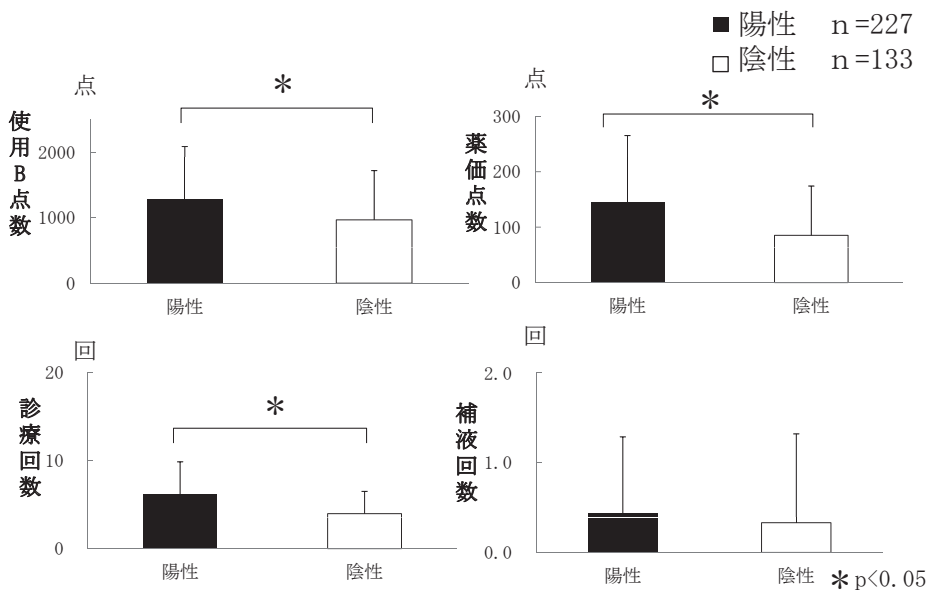 ■ 陽性 n=227
□ 陰性 n=133
点
*
使用B点数
2000
1000
0
陽性 陰性
点
*
薬価点数
300
200
100
0
陽性 陰性
回
*
診療回数
20
10
0
陽性 陰性
回
補液回数
2.0
1.0
0.0
陽性 陰性
*p<0.05